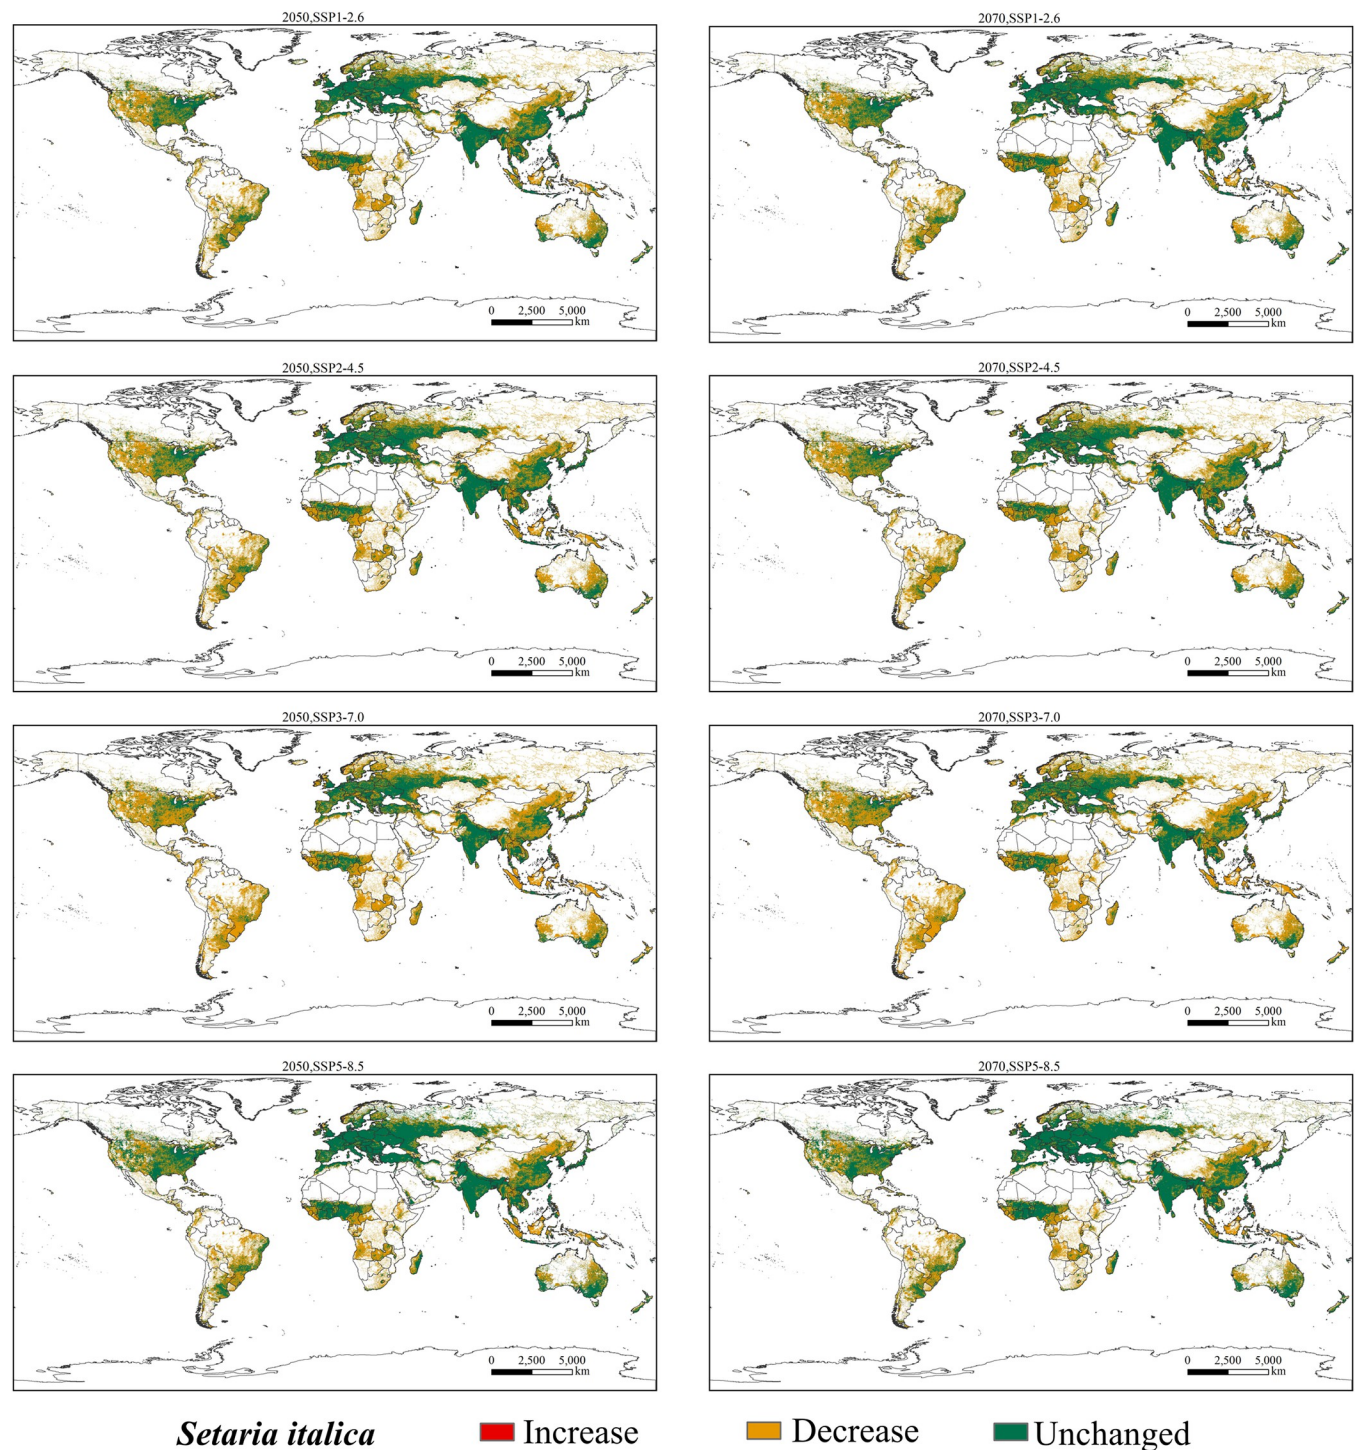 2050,SSP1-2.6
2070,SSP1-2.6
0 2,500 5,000
km
0 2,500 5,000
km
2050,SSP2-4.5
2070,SSP2-4.5
0 2,500 5,000
km
0 2,500 5,000
km
2050,SSP3-7.0
2070,SSP3-7.0
0 2,500 5,000
km
0 2,500 5,000
km
2050,SSP5-8.5
2070,SSP5-8.5
0 2,500 5,000
km
0 2,500 5,000
km
Setaria italica Increase Decrease Unchanged